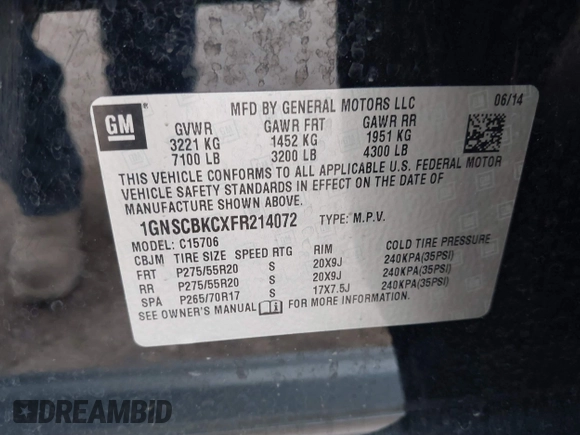 GM
MFD BY GENERAL MOTORS LLC 06/14
GVWR GAWR FRT GAWR RR
3221 KG 1452 KG 1951 KG
7100 LB 3200 LB 4300 LB
THIS VEHICLE CONFORMS TO ALL APPLICABLE U.S. FEDERAL MOTOR
VEHICLE SAFETY STANDARDS IN EFFECT ON THE DATE OF
MANUFACTURE SHOWN ABOVE.
1GNSCBKCXFR214072 TYPE: M.P.V.
MODEL: C15706
CBJM TIRE SIZE SPEED RTG RIM COLD TIRE PRESSURE
FRT P275/55R20 S 20X9J 240KPA(35PSI)
RR P275/55R20 S 20X9J 240KPA(35PSI)
SPA P265/70R17 S 17X7.5J 240KPA(35PSI)
SEE OWNER'S MANUAL FOR MORE INFORMATION.
DREAMBID